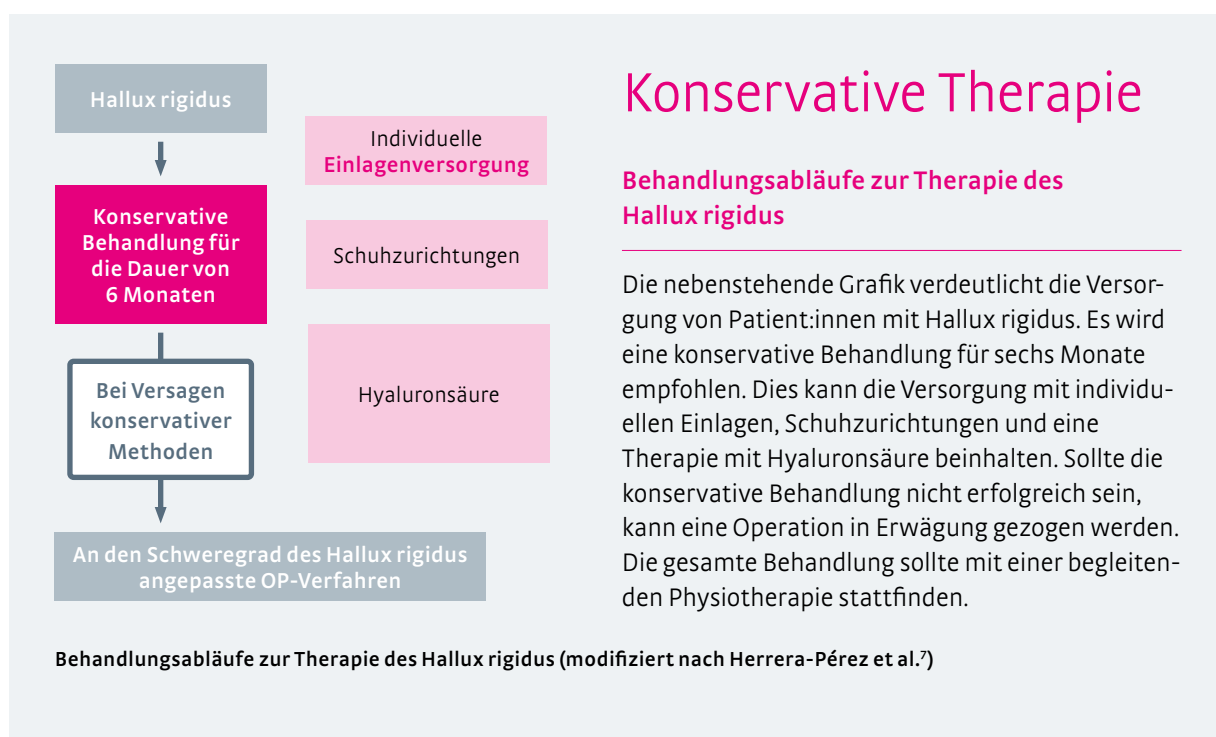 Hallux rigidus
Konservative
Behandlung für
die Dauer von
6 Monaten
Bei Versagen
konservativer
Methoden
An den Schweregrad des Hallux rigidus
angepasste OP-Verfahren
Individuelle
Einlagenversorgung
Schuhzurichtungen
Hyaluronsäure
Konservative Therapie
Behandlungsabläufe zur Therapie des
Hallux rigidus
Die nebenstehende Grafik verdeutlicht die Versor-
gung von Patient:innen mit Hallux rigidus. Es wird
eine konservative Behandlung für sechs Monate
empfohlen. Dies kann die Versorgung mit individu-
ellen Einlagen, Schuhzurichtungen und eine
Therapie mit Hyaluronsäure beinhalten. Sollte die
konservative Behandlung nicht erfolgreich sein,
kann eine Operation in Erwägung gezogen werden.
Die gesamte Behandlung sollte mit einer begleiten-
den Physiotherapie stattfinden.
Behandlungsabläufe zur Therapie des Hallux rigidus (modifiziert nach Herrera-Pérez et al.⁷)